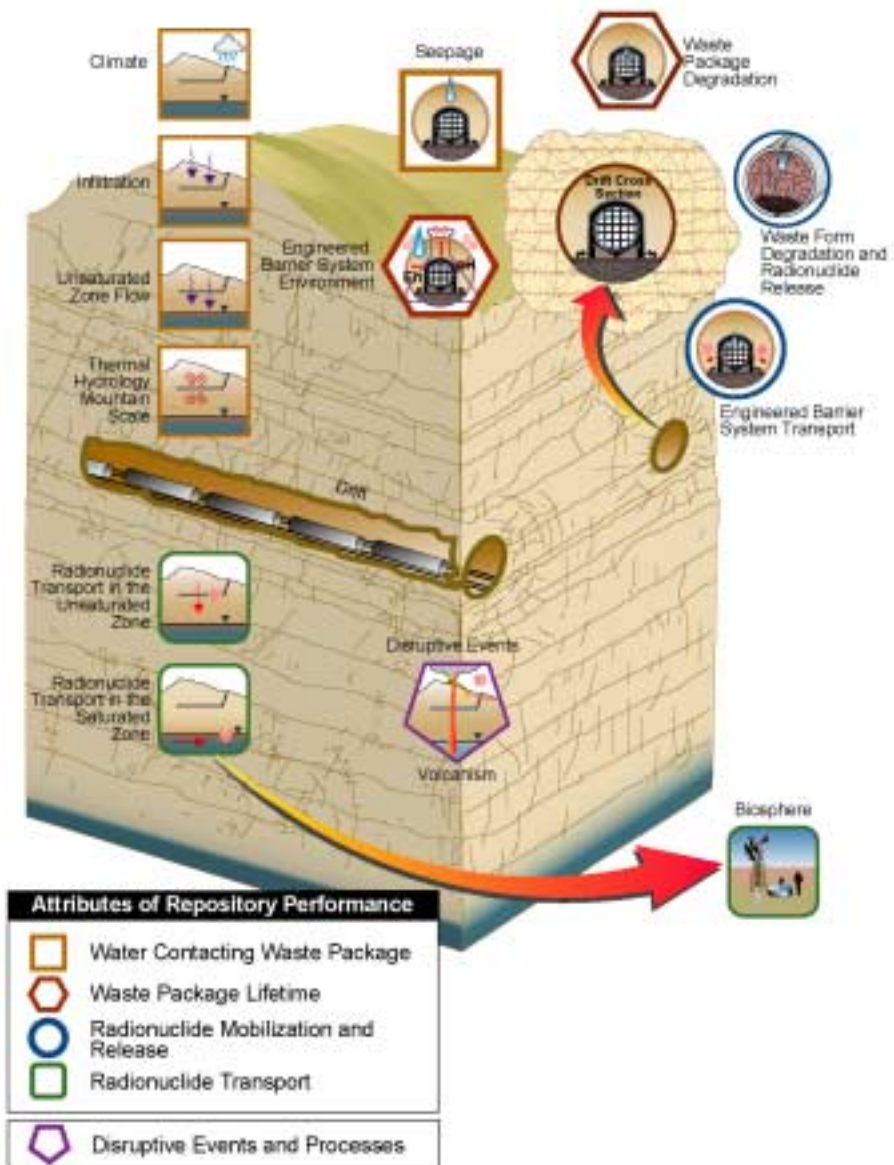 Climate
Seepage
Waste
Package
Degradation
Infiltration
Drift Cross
Section
Engineered
Barrier System
Environment
Waste Form
Degradation and
Radionuclide
Release
Unsaturated
Zone Flow
Thermal
Hydrology
Mountain
Scale
Engineered Barrier
System Transport
Drift
Radionuclide
Transport in the
Unsaturated
Zone
Disruptive Events
Radionuclide
Transport in the
Saturated
Zone
Volcanism
Biosphere
Attributes of Repository Performance
Water Contacting Waste Package
Waste Package Lifetime
Radionuclide Mobilization and
Release
Radionuclide Transport
Disruptive Events and Processes